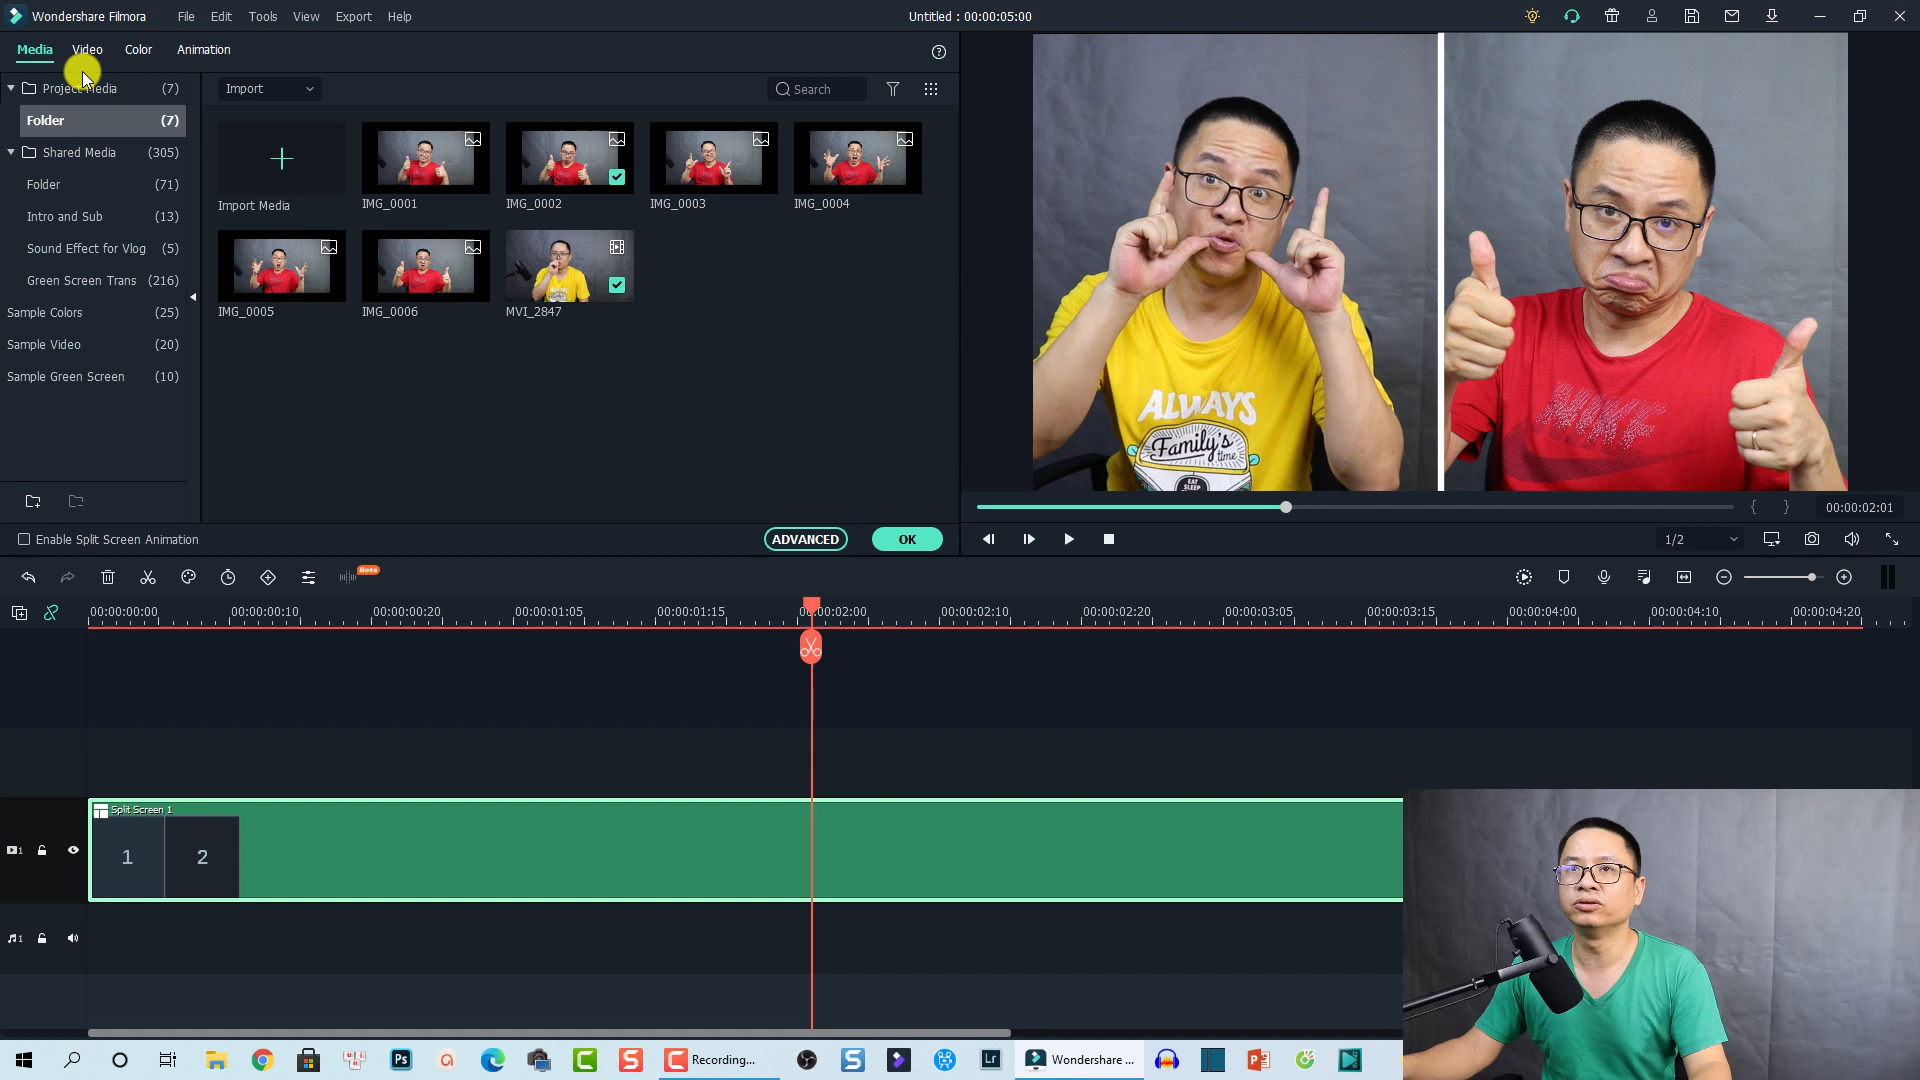 Wondershare Filmora
File Edit Tools View Export Help
Untitled : 00:00:05:00
Media Video Color Animation
Project Media (7)
Folder (7)
Shared Media (305)
Folder (71)
Intro and Sub (13)
Sound Effect for Vlog (5)
Green Screen Trans (216)
Sample Colors (25)
Sample Video (20)
Sample Green Screen (10)
Import
Search
Import Media
IMG_0001
IMG_0002
IMG_0003
IMG_0004
IMG_0005
IMG_0006
MVI_2847
ALWAYS
Family's
time
EAT
SLEEP
NIKE
00:00:02:01
Enable Split Screen Animation
ADVANCED
OK
1/2
Beta
00:00:00:00 00:00:00:10 00:00:00:20 00:00:01:05 00:00:01:15 00:00:02:00 00:00:02:10 00:00:02:20 00:00:03:05 00:00:03:15 00:00:04:00 00:00:04:10 00:00:04:20
Split Screen 1
1 2
1
1
Ps
Recording...
Lr
Wondershare ...